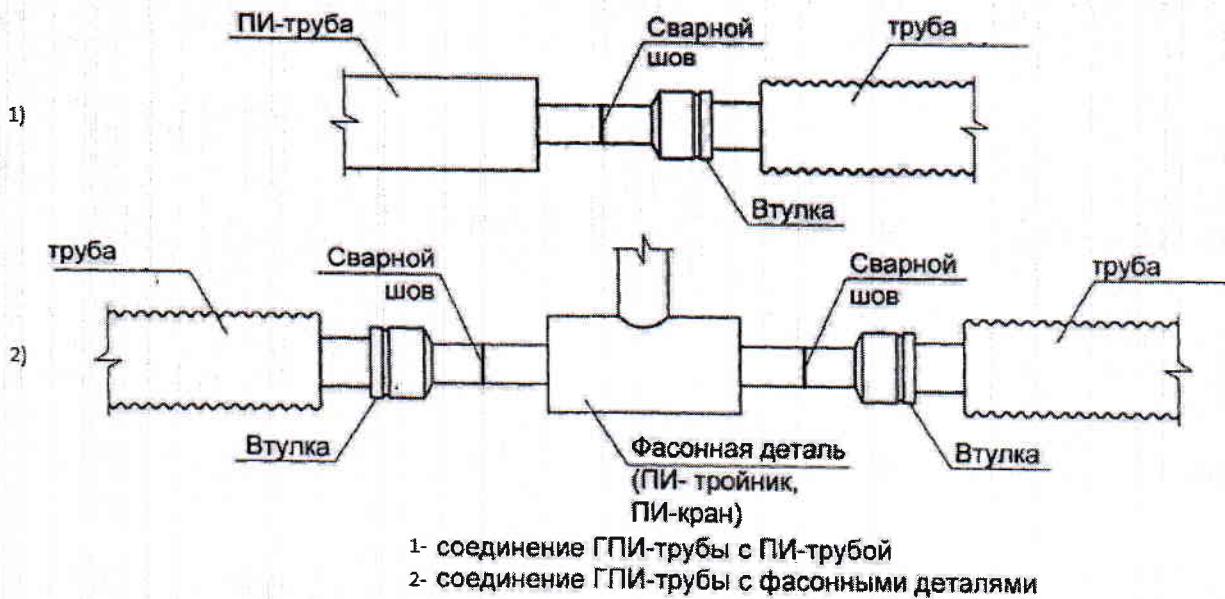 ПИ-труба
Сварной
шов
труба
1)
Втулка
труба
Сварной
шов
Сварной
шов
труба
2)
Втулка
Фасонная деталь
(ПИ- тройник,
ПИ-кран)
Втулка
1- соединение ГПИ-трубы с ПИ-трубой
2- соединение ГПИ-трубы с фасонными деталями